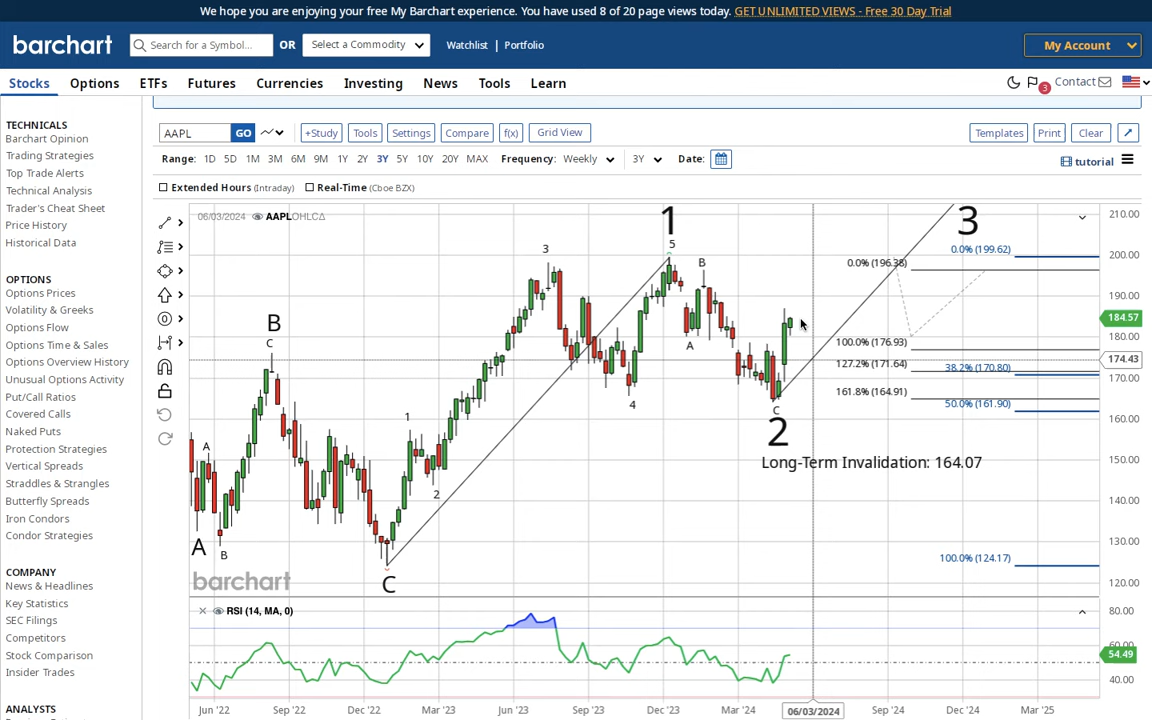 We hope you are enjoying your free My Barchart experience. You have used 8 of 20 page views today. GET UNLIMITED VIEWS - Free 30 Day Trial
barchart Search for a Symbol... OR Select a Commodity Watchlist | Portfolio My Account
Stocks Options ETFs Futures Currencies Investing News Tools Learn 3 Contact
TECHNICALS
Barchart Opinion
Trading Strategies
Top Trade Alerts
Technical Analysis
Trader's Cheat Sheet
Price History
Historical Data
OPTIONS
Options Prices
Volatility & Greeks
Options Flow
Options Time & Sales
Options Overview History
Unusual Options Activity
Put/Call Ratios
Covered Calls
Naked Puts
Protection Strategies
Vertical Spreads
Straddles & Strangles
Butterfly Spreads
Iron Condors
Condor Strategies
COMPANY
News & Headlines
Key Statistics
SEC Filings
Competitors
Stock Comparison
Insider Trades
ANALYSTS
AAPL GO +Study Tools Settings Compare f(x) Grid View Templates Print Clear
Range: 1D 5D 1M 3M 6M 9M 1Y 2Y 3Y 5Y 10Y 20Y MAX Frequency: Weekly 3Y Date: tutorial
Extended Hours (Intraday) Real-Time (Cboe BZX)
06/03/2024 AAPL OHLCΔ
1
3
5
B
3
A
4
B
C
A
1
2
A
B
C
C
2
Long-Term Invalidation: 164.07
0.0% (199.62)
0.0% (196.38)
100.0% (176.93)
127.2% (171.64)
38.2% (170.80)
161.8% (164.91)
50.0% (161.90)
100.0% (124.17)
210.00
200.00
190.00
184.57
180.00
174.43
170.00
160.00
150.00
140.00
130.00
120.00
barchart
RSI (14, MA, 0)
80.00
60.00
54.49
40.00
Jun '22 Sep '22 Dec '22 Mar '23 Jun '23 Sep '23 Dec '23 Mar '24 06/03/2024 Sep '24 Dec '24 Mar '25